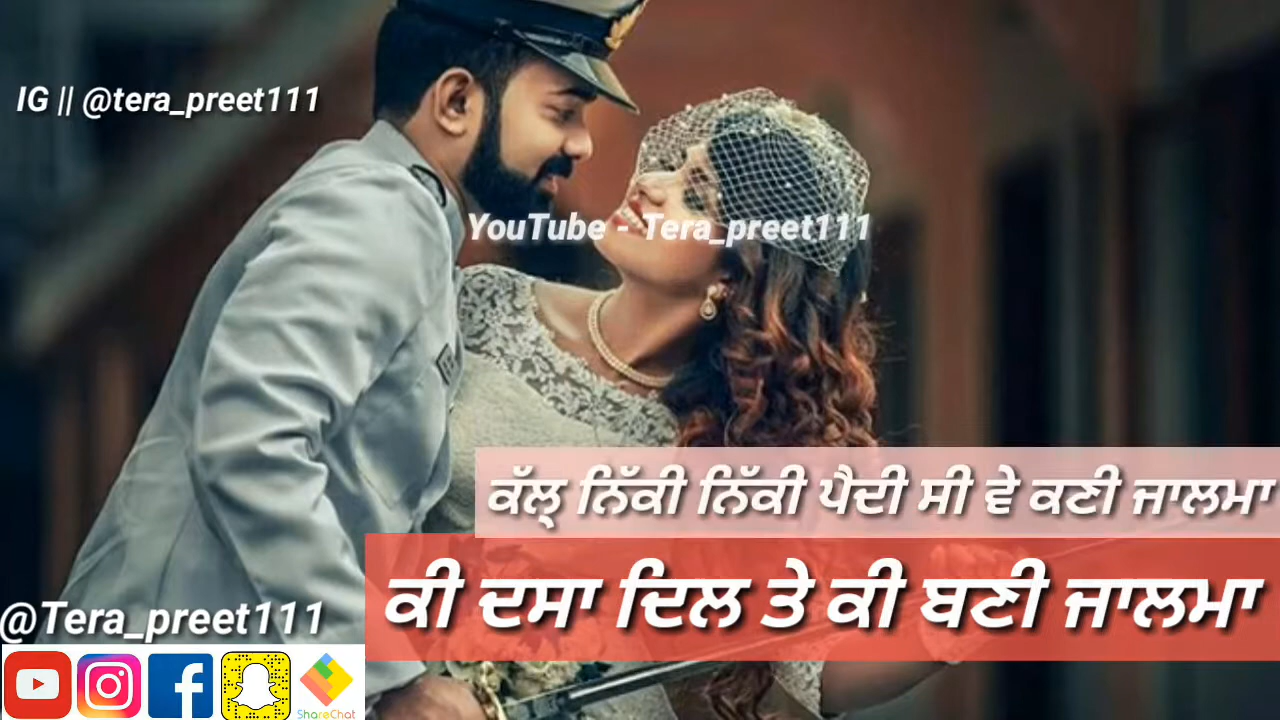 IG || @tera_preet111
YouTube - Tera_preet111
ਕੱਲ੍ ਨਿੱਕੀ ਨਿੱਕੀ ਪੈਦੀ ਸੀ ਵੇ ਕਣੀ ਜਾਲਮਾ
ਕੀ ਦਸਾ ਦਿਲ ਤੇ ਕੀ ਬਣੀ ਜਾਲਮਾ
@Tera_preet111
ShareChat